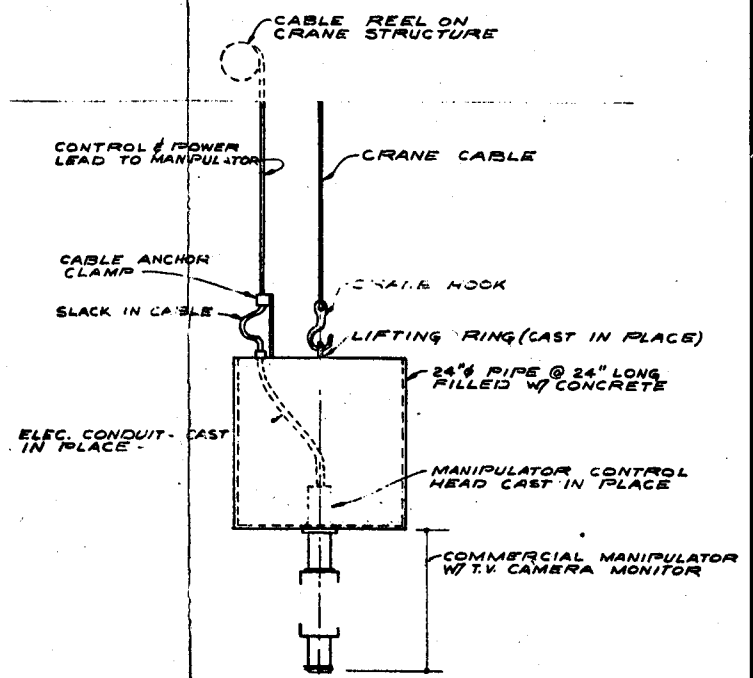 CABLE REEL ON
CRANE STRUCTURE
CONTROL & POWER
LEAD TO MANIPULATOR
CRANE CABLE
CABLE ANCHOR
CLAMP
CRANE HOOK
SLACK IN CABLE
LIFTING RING (CAST IN PLACE)
24"φ PIPE @ 24" LONG
FILLED W/ CONCRETE
ELEC. CONDUIT - CAST
IN PLACE -
MANIPULATOR CONTROL
HEAD CAST IN PLACE
COMMERCIAL MANIPULATOR
W/ T.V. CAMERA MONITOR